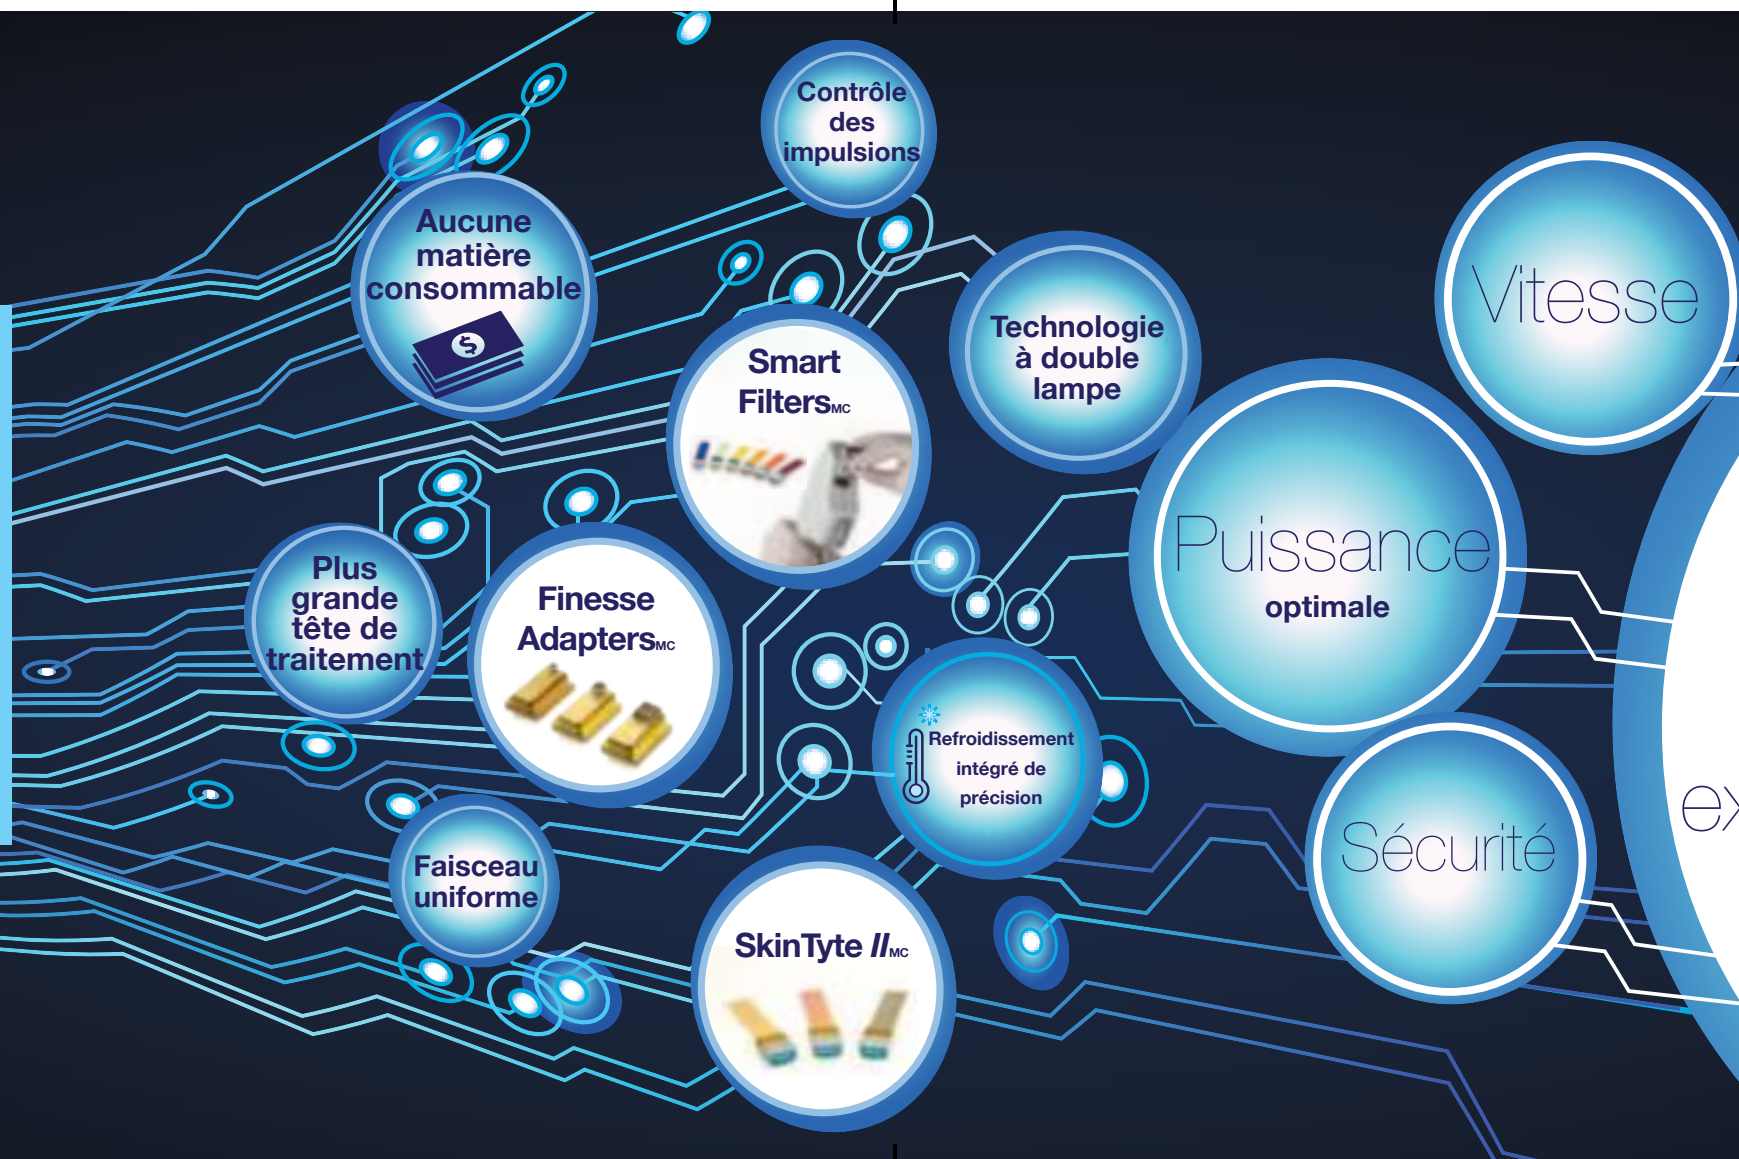 Contrôle
des
impulsions
Aucune
matière
consommable
$
Smart
FiltersMC
Technologie
à double
lampe
Vitesse
Puissance
optimale
Plus
grande
tête de
traitement
Finesse
AdaptersMC
Refroidissement
intégré de
précision
Sécurité
ex
Faisceau
uniforme
SkinTyte IIMC